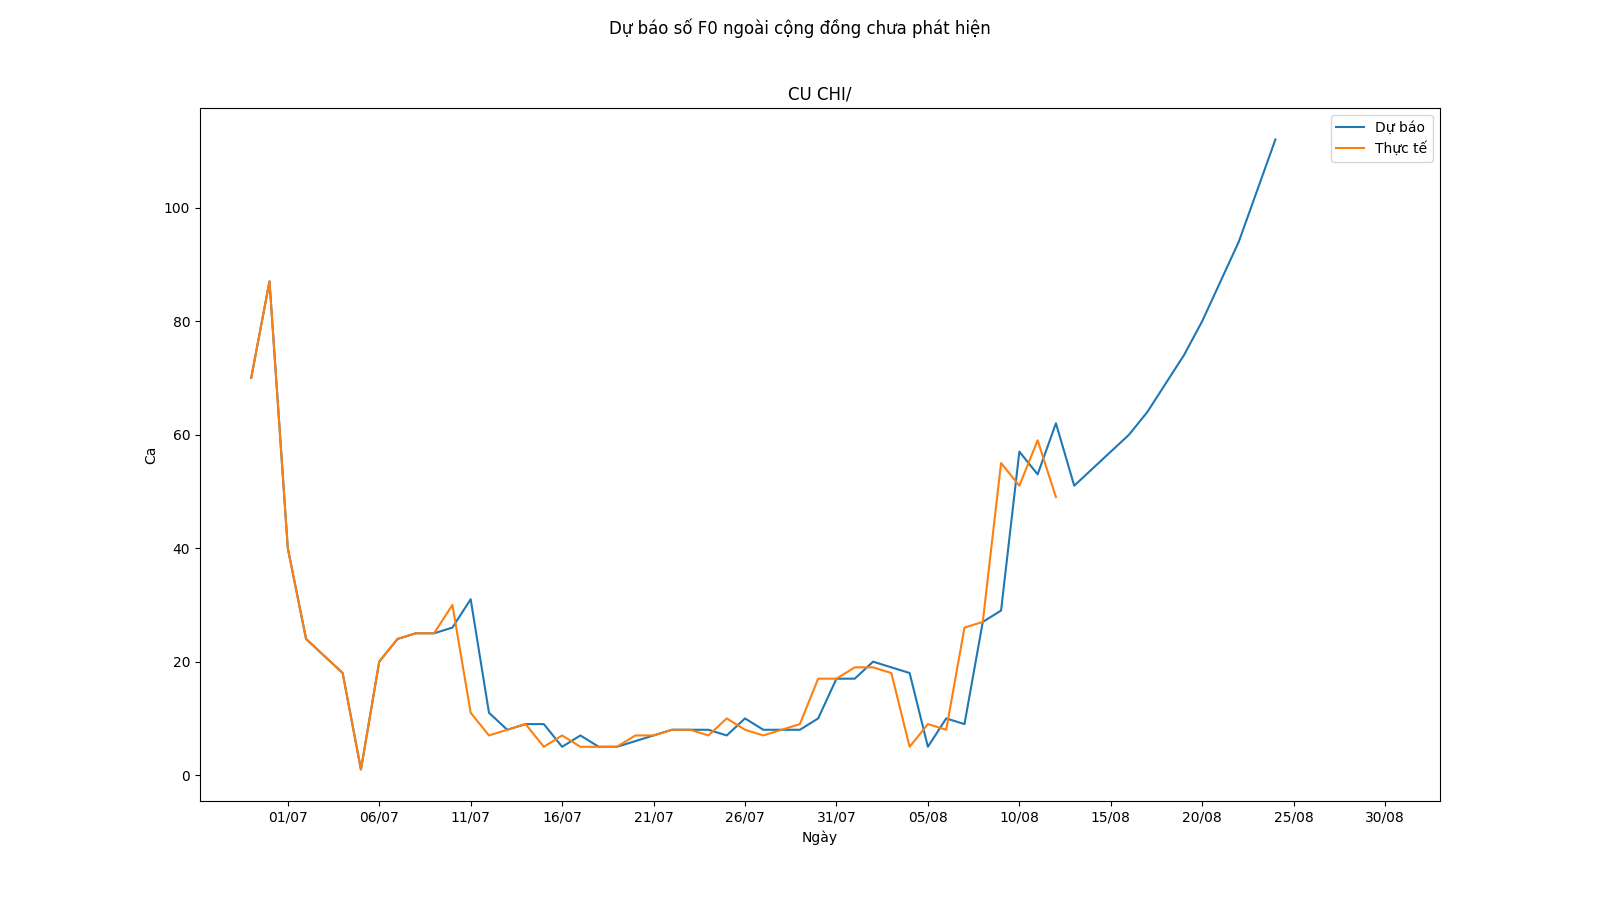 Dự báo số F0 ngoài cộng đồng chưa phát hiện
CU CHI/
Dự báo
Thực tế
100
80
60
40
20
0
Ca
01/07 06/07 11/07 16/07 21/07 26/07 31/07 05/08 10/08 15/08 20/08 25/08 30/08
Ngày